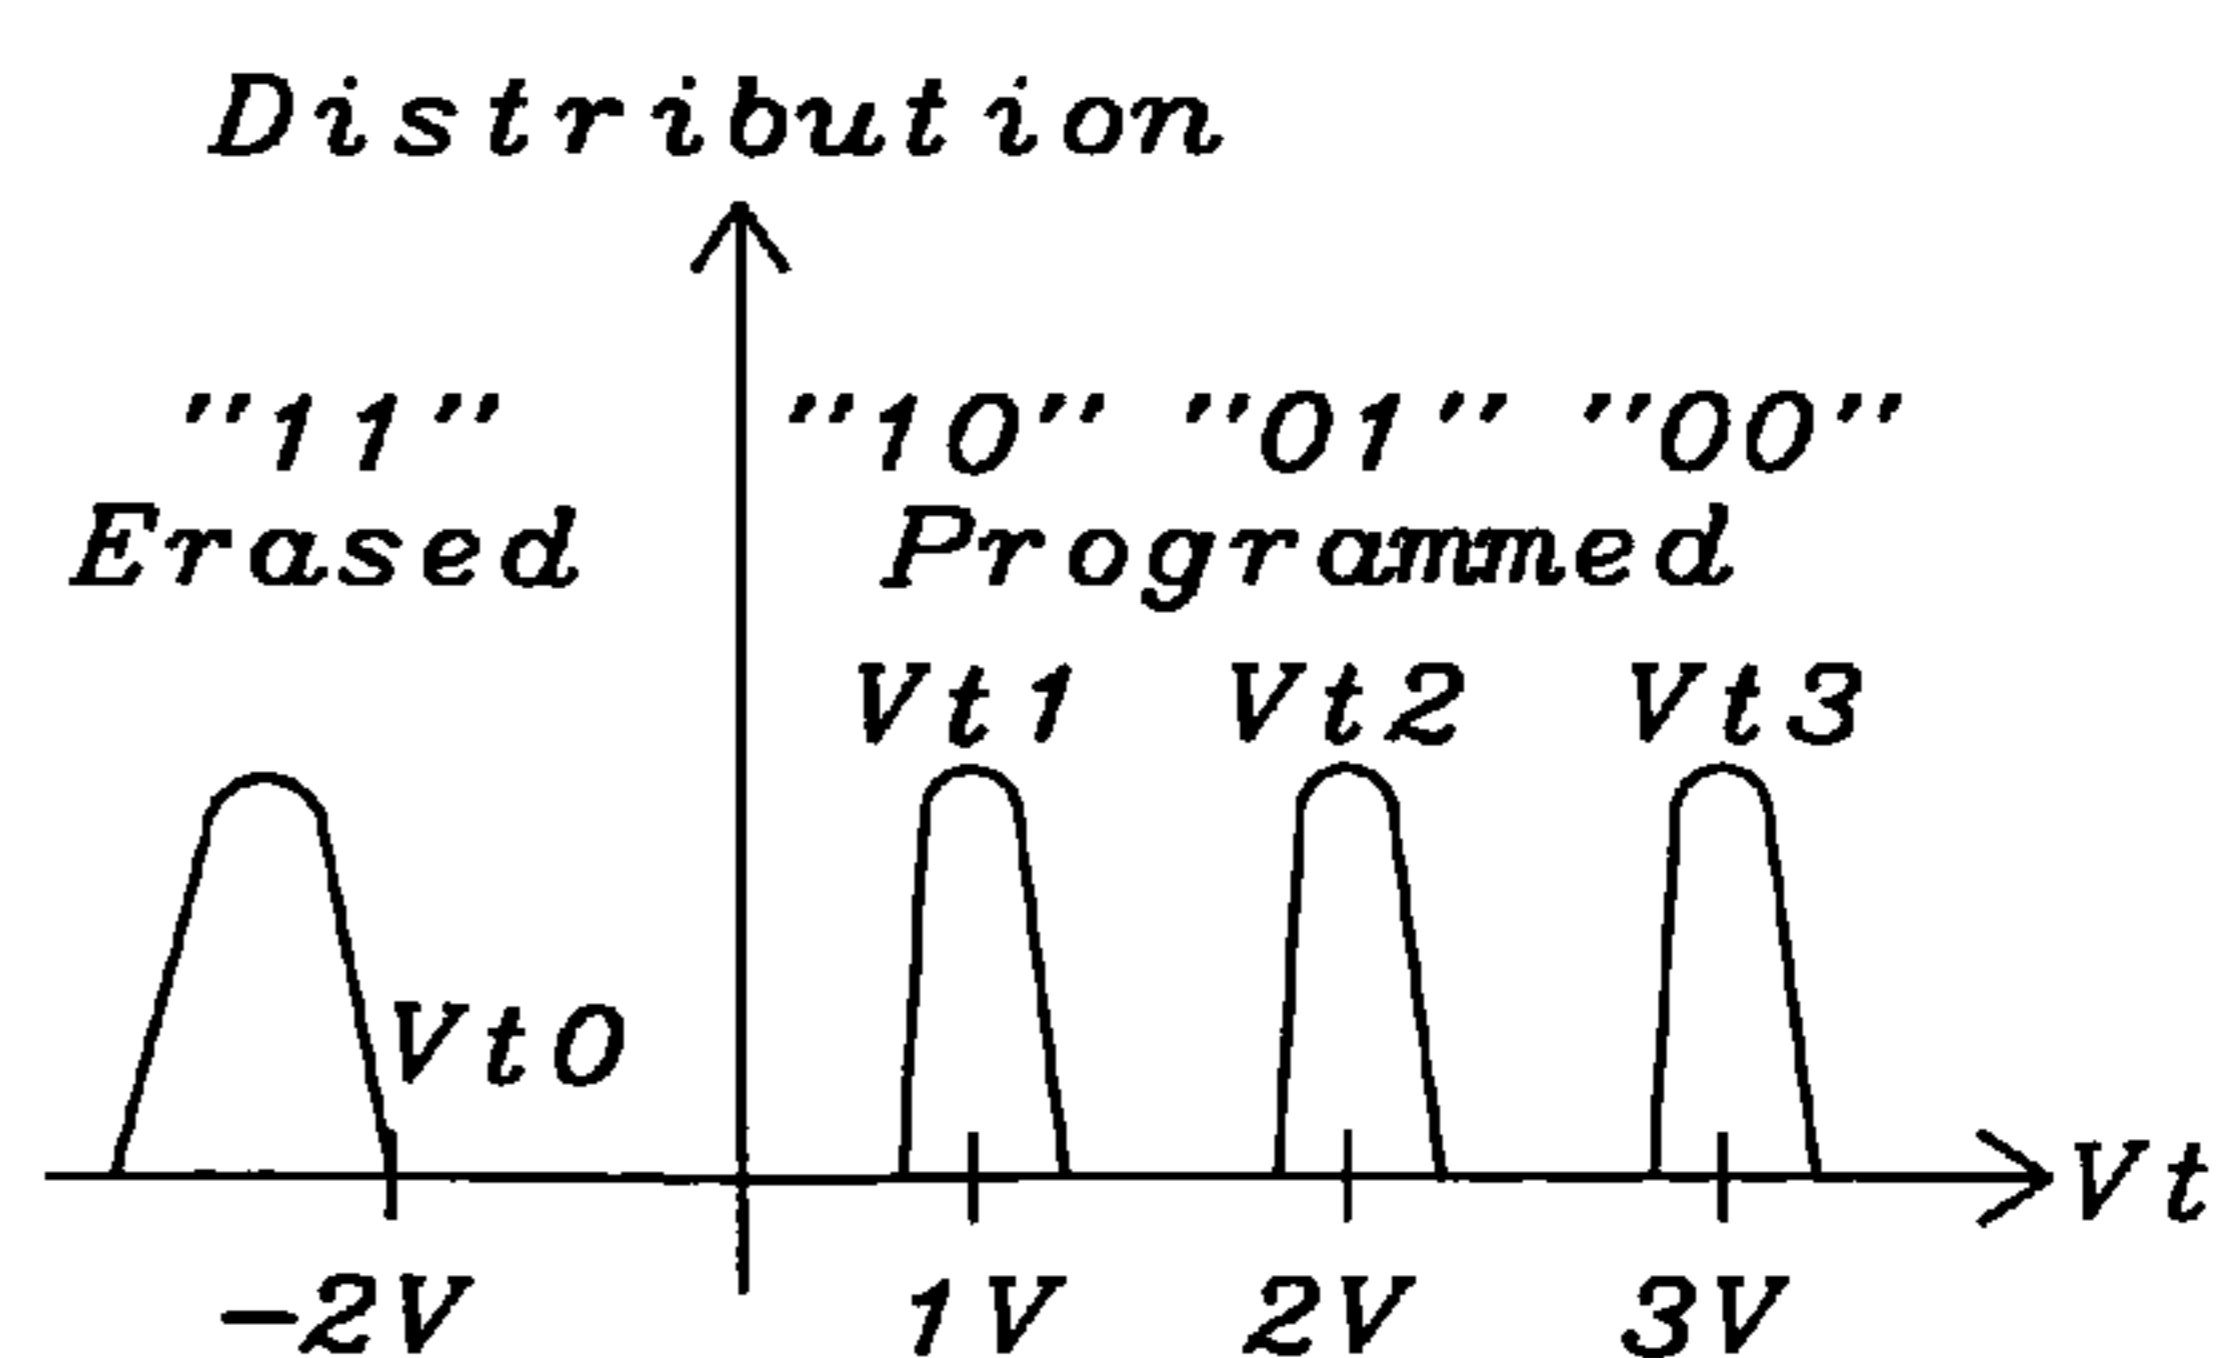 Distribution
"11" "10" "01" "00"
Erased Programmed
Vt1 Vt2 Vt3
Vt0
Vt
-2V 1V 2V 3V